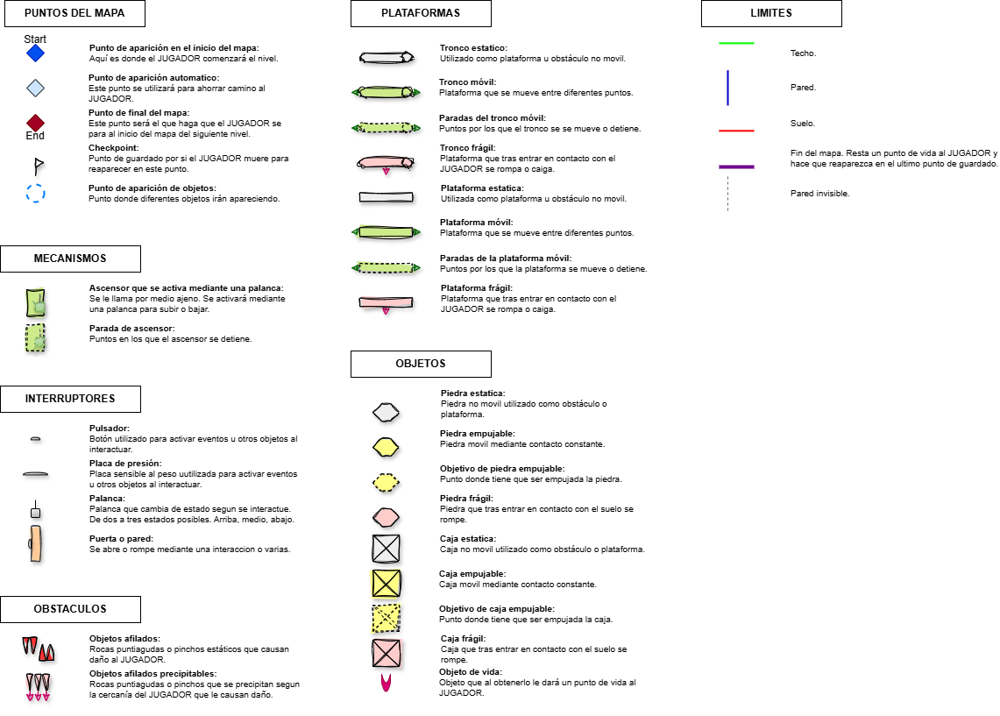 PUNTOS DEL MAPA
Start
Punto de aparición en el inicio del mapa:
Aquí es donde el JUGADOR comenzará el nivel.
Punto de aparición automatico:
Este punto se utilizará para ahorrar camino al
JUGADOR.
Punto de final del mapa:
Este punto será el que haga que el JUGADOR se
para al inicio del mapa del siguiente nivel.
End
Checkpoint:
Punto de guardado por si el JUGADOR muere para
reaparecer en este punto.
Punto de aparición de objetos:
Punto donde diferentes objetos irán apareciendo.
MECANISMOS
Ascensor que se activa mediante una palanca:
Se le llama por medio ajeno. Se activará mediante
una palanca para subir o bajar.
Parada de ascensor:
Puntos en los que el ascensor se detiene.
INTERRUPTORES
Pulsador:
Botón utilizado para activar eventos u otros objetos al
interactuar.
Placa de presión:
Placa sensible al peso uutilizada para activar eventos
u otros objetos al interactuar.
Palanca:
Palanca que cambia de estado segun se interactue.
De dos a tres estados posibles. Arriba, medio, abajo.
Puerta o pared:
Se abre o rompe mediante una interaccion o varias.
OBSTACULOS
Objetos afilados:
Rocas puntiagudas o pinchos estáticos que causan
daño al JUGADOR.
Objetos afilados precipitables:
Rocas puntiagudas o pinchos que se precipitan segun
la cercanía del JUGADOR que le causan daño.
PLATAFORMAS
Tronco estatico:
Utilizado como plataforma u obstáculo no movil.
Tronco móvil:
Plataforma que se mueve entre diferentes puntos.
Paradas del tronco móvil:
Puntos por los que el tronco se se mueve o detiene.
Tronco frágil:
Plataforma que tras entrar en contacto con el
JUGADOR se rompa o caiga.
Plataforma estatica:
Utilizada como plataforma u obstáculo no movil.
Plataforma móvil:
Plataforma que se mueve entre diferentes puntos.
Paradas de la plataforma móvil:
Puntos por los que la plataforma se mueve o detiene.
Plataforma frágil:
Plataforma que tras entrar en contacto con el
JUGADOR se rompa o caiga.
OBJETOS
Piedra estatica:
Piedra no movil utilizado como obstáculo o
plataforma.
Piedra empujable:
Piedra movil mediante contacto constante.
Objetivo de piedra empujable:
Punto donde tiene que ser empujada la piedra.
Piedra frágil:
Piedra que tras entrar en contacto con el suelo se
rompe.
Caja estatica:
Caja no movil utilizado como obstáculo o plataforma.
Caja empujable:
Caja movil mediante contacto constante.
Objetivo de caja empujable:
Punto donde tiene que ser empujada la caja.
Caja frágil:
Caja que tras entrar en contacto con el suelo se
rompe.
Objeto de vida:
Objeto que al obtenerlo le dará un punto de vida al
JUGADOR.
LIMITES
Techo.
Pared.
Suelo.
Fin del mapa. Resta un punto de vida al JUGADOR y
hace que reaparezca en el ultimo punto de guardado.
Pared invisible.